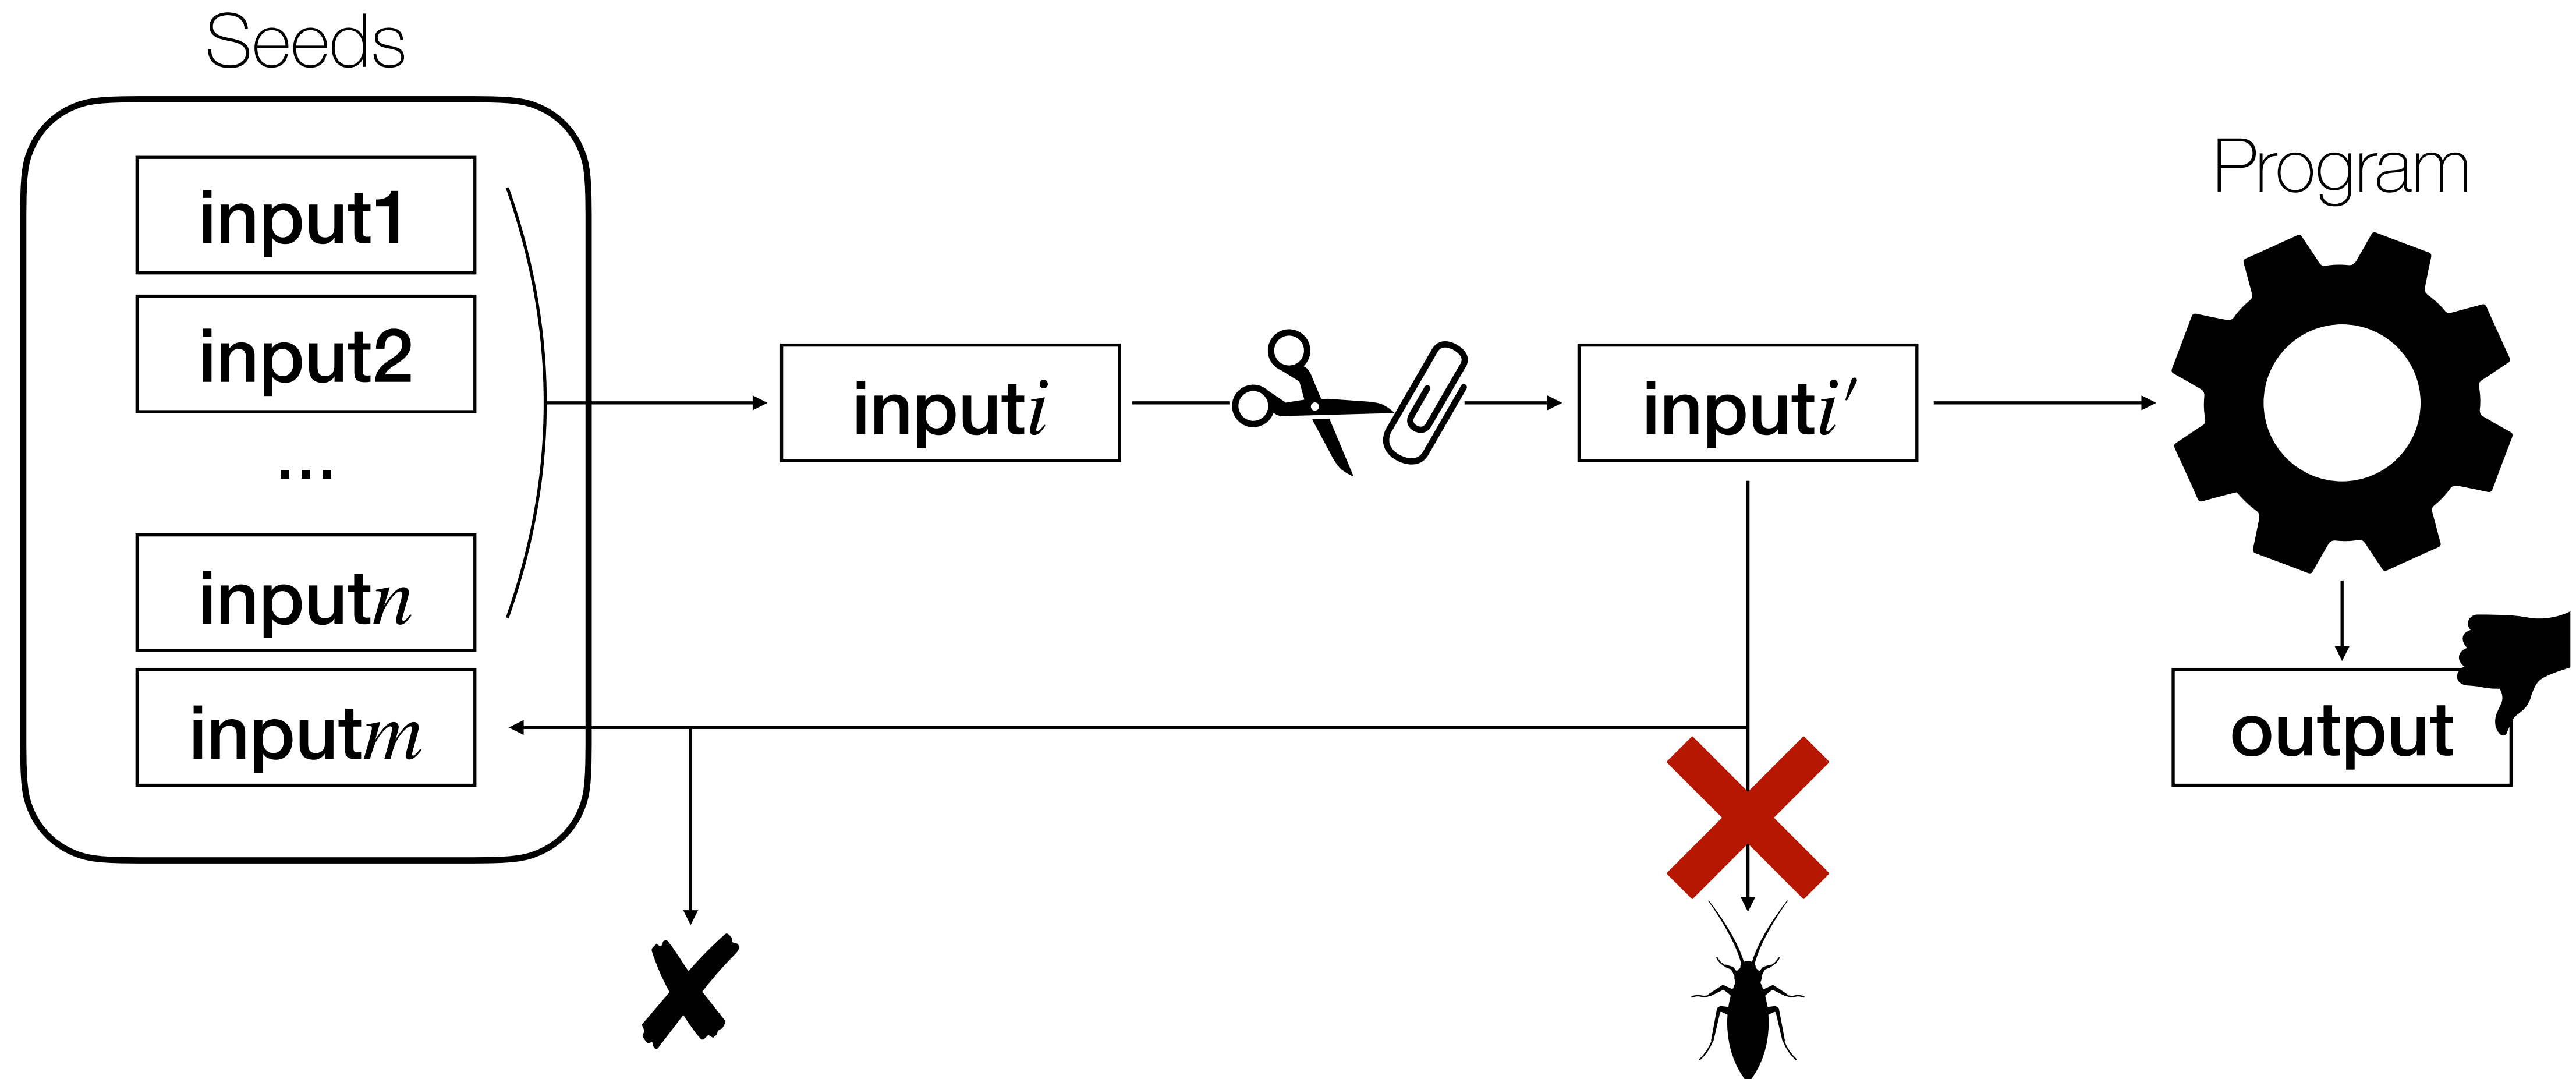 Seeds
input1
input2
...
inputn
inputm
inputi
inputi′
Program
output